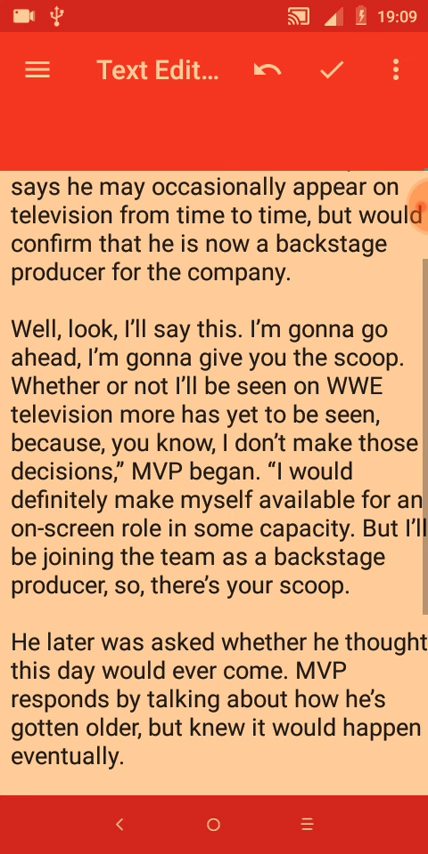 19:09
Text Edit...
says he may occasionally appear on
television from time to time, but would
confirm that he is now a backstage
producer for the company.
Well, look, I’ll say this. I’m gonna go
ahead, I’m gonna give you the scoop.
Whether or not I’ll be seen on WWE
television more has yet to be seen,
because, you know, I don’t make those
decisions,” MVP began. “I would
definitely make myself available for an
on-screen role in some capacity. But I’ll
be joining the team as a backstage
producer, so, there’s your scoop.
He later was asked whether he thought
this day would ever come. MVP
responds by talking about how he’s
gotten older, but knew it would happen
eventually.